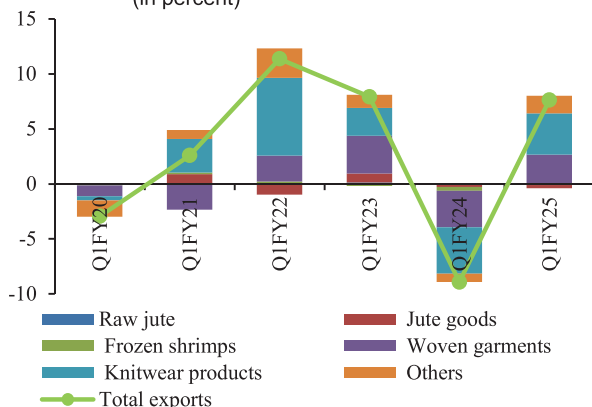 (in percent)
15
10
5
0
-5
-10
Q1FY20
Q1FY21
Q1FY22
Q1FY23
Q1FY24
Q1FY25
Raw jute
Jute goods
Frozen shrimps
Woven garments
Knitwear products
Others
Total exports